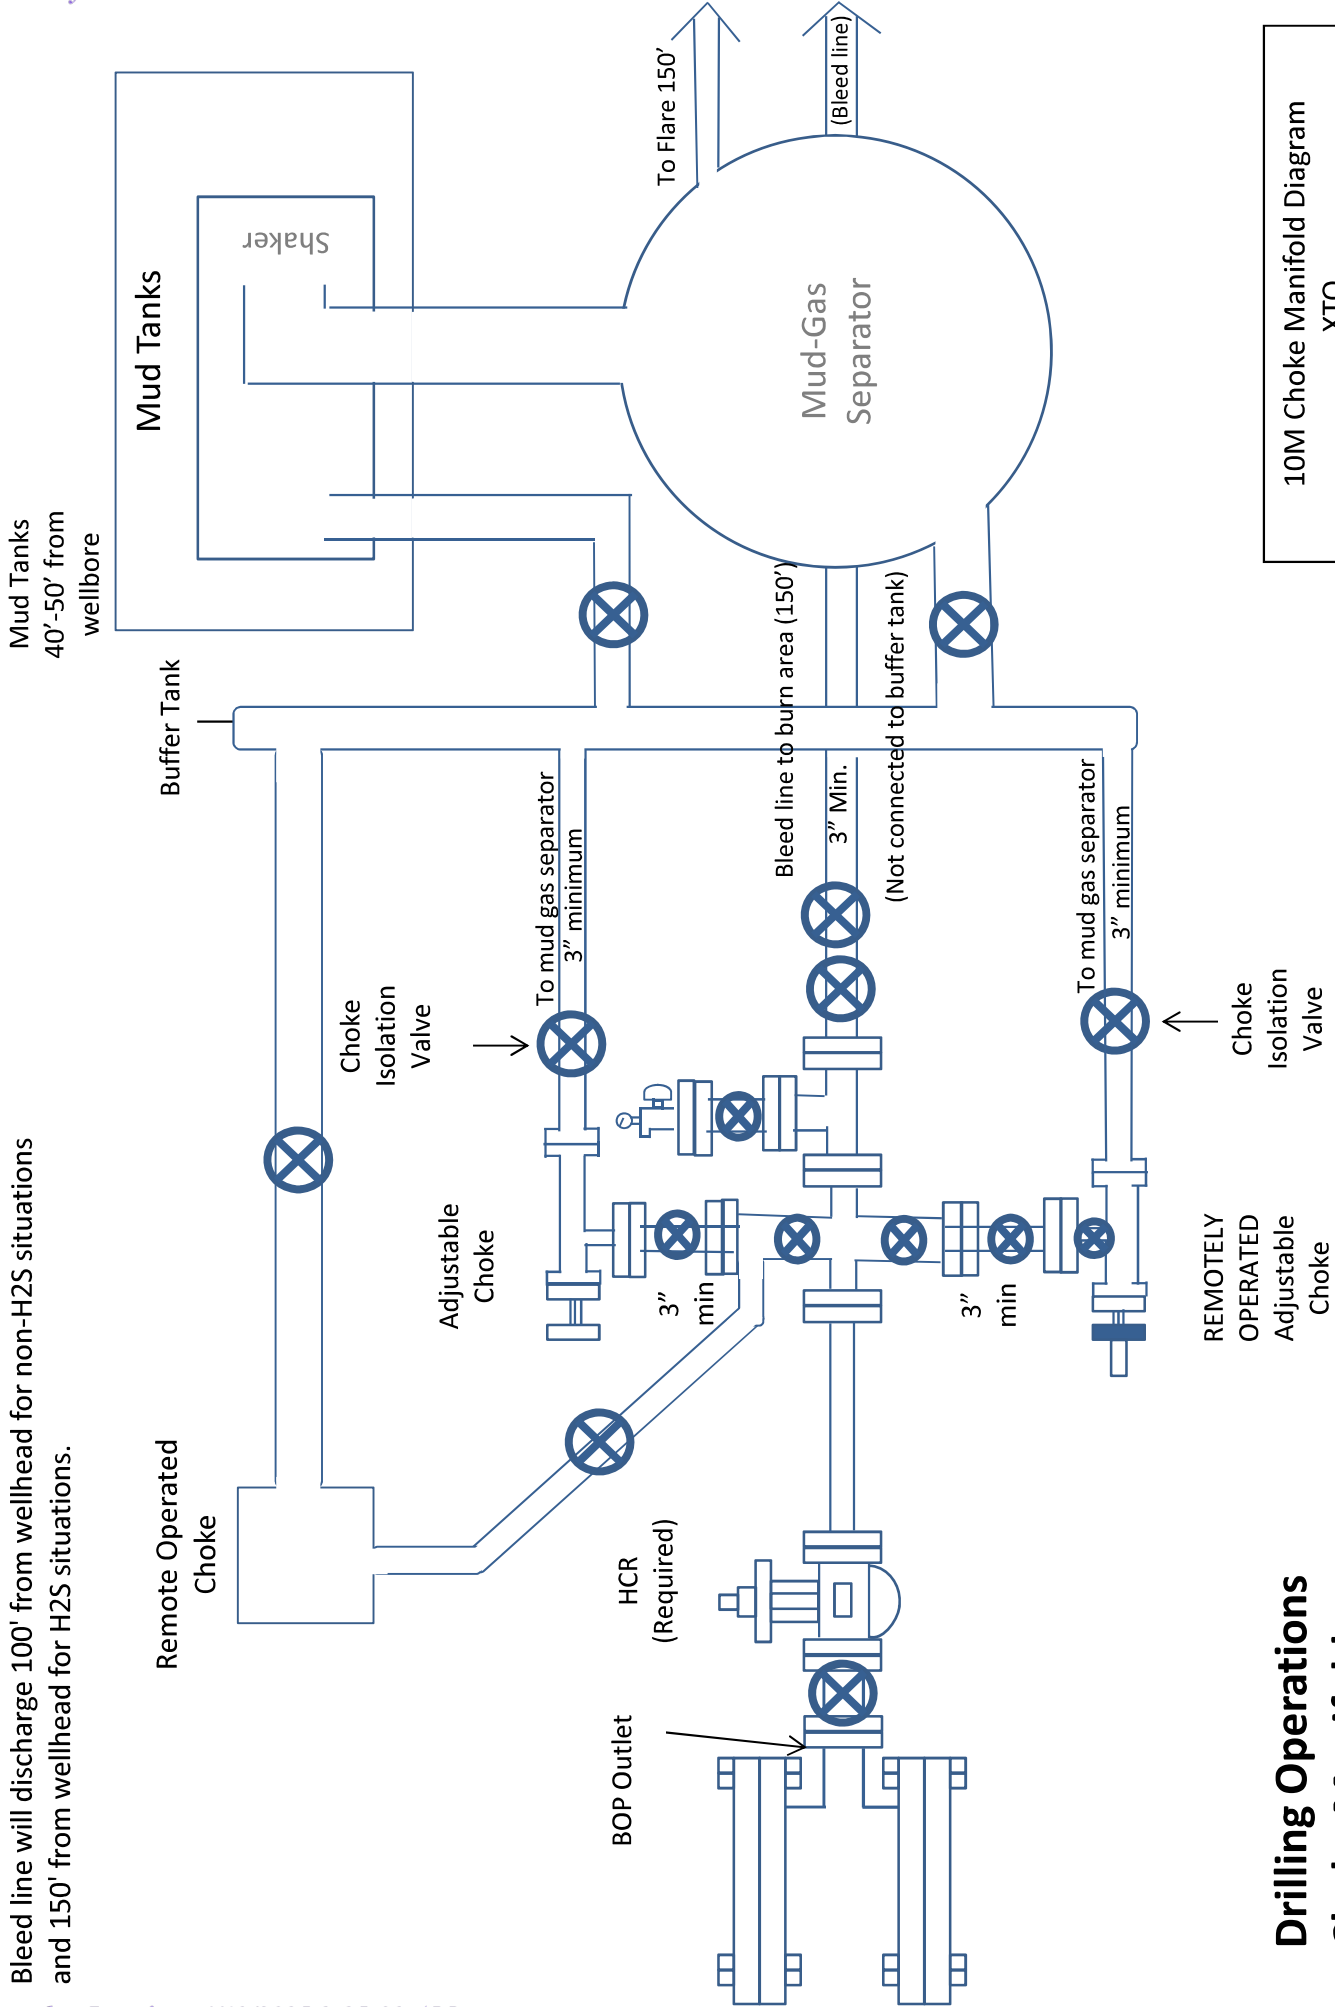 Bleed line will discharge 100' from wellhead for non-H2S situations
and 150' from wellhead for H2S situations.
Mud Tanks
40’-50’ from
wellbore
Mud Tanks
Shaker
Buffer Tank
Remote Operated
Choke
Choke
Isolation
Valve
Adjustable
Choke
To mud gas separator
3” minimum
To Flare 150’
(Bleed line)
Mud-Gas
Separator
HCR
(Required)
BOP Outlet
3”
min
Bleed line to burn area (150’)
3” Min.
(Not connected to buffer tank)
3”
min
To mud gas separator
3” minimum
REMOTELY
OPERATED
Adjustable
Choke
Choke
Isolation
Valve
10M Choke Manifold Diagram
XTO
Drilling Operations